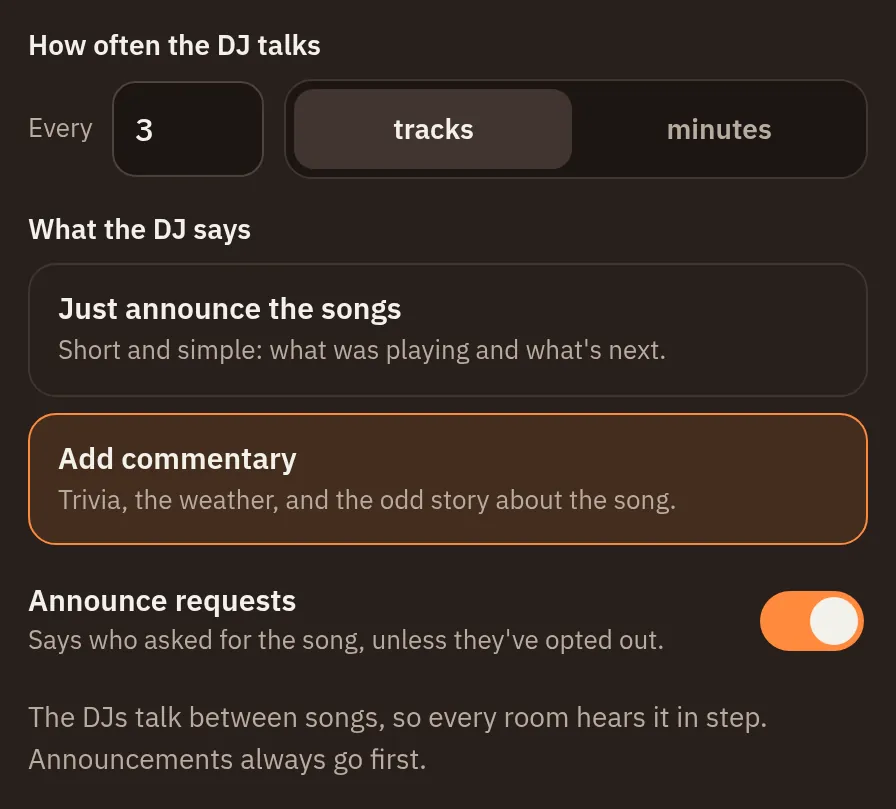 How often the DJ talks
Every 3 tracks minutes
What the DJ says
Just announce the songs
Short and simple: what was playing and what's next.
Add commentary
Trivia, the weather, and the odd story about the song.
Announce requests
Says who asked for the song, unless they've opted out.
The DJs talk between songs, so every room hears it in step.
Announcements always go first.